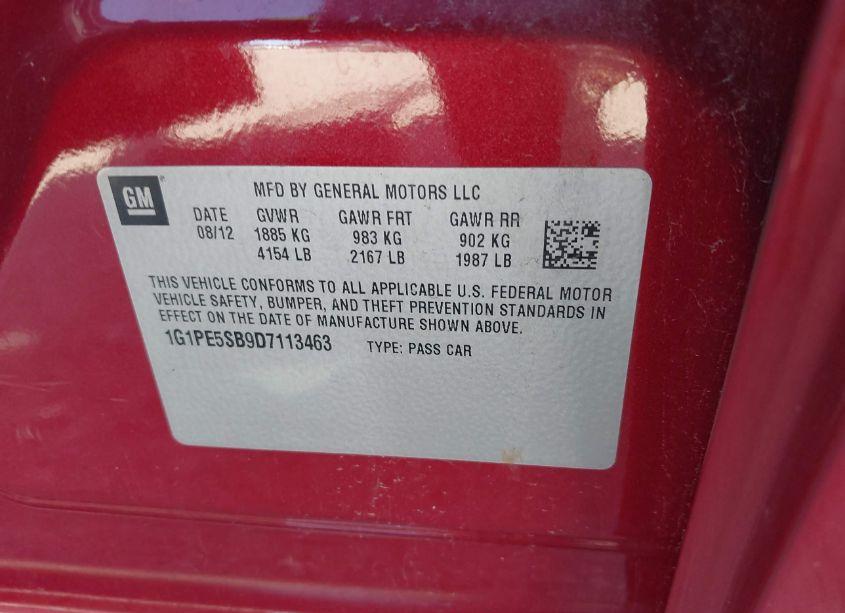 GM
MFD BY GENERAL MOTORS LLC
DATE GVWR GAWR FRT GAWR RR
08/12 1885 KG 983 KG 902 KG
4154 LB 2167 LB 1987 LB
THIS VEHICLE CONFORMS TO ALL APPLICABLE U.S. FEDERAL MOTOR
VEHICLE SAFETY, BUMPER, AND THEFT PREVENTION STANDARDS IN
EFFECT ON THE DATE OF MANUFACTURE SHOWN ABOVE.
1G1PE5SB9D7113463 TYPE: PASS CAR